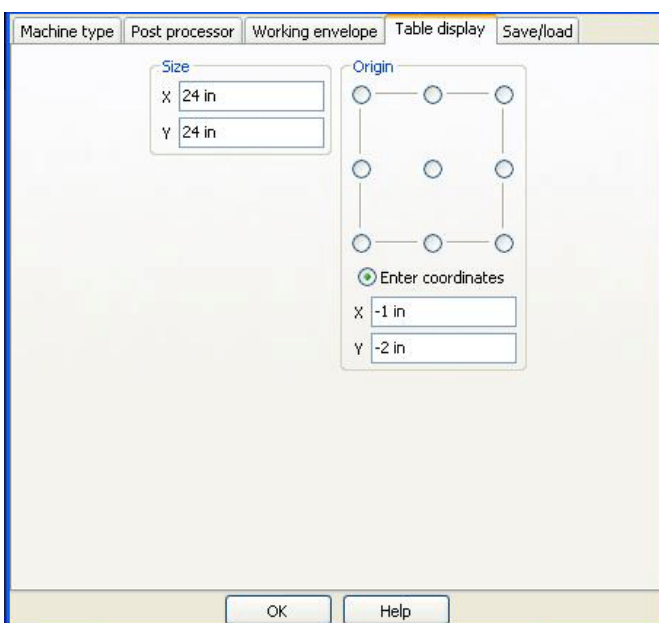 Machine type Post processor Working envelope Table display Save/load
Size
X 24 in
Y 24 in
Origin
Enter coordinates
X -1 in
Y -2 in
OK Help